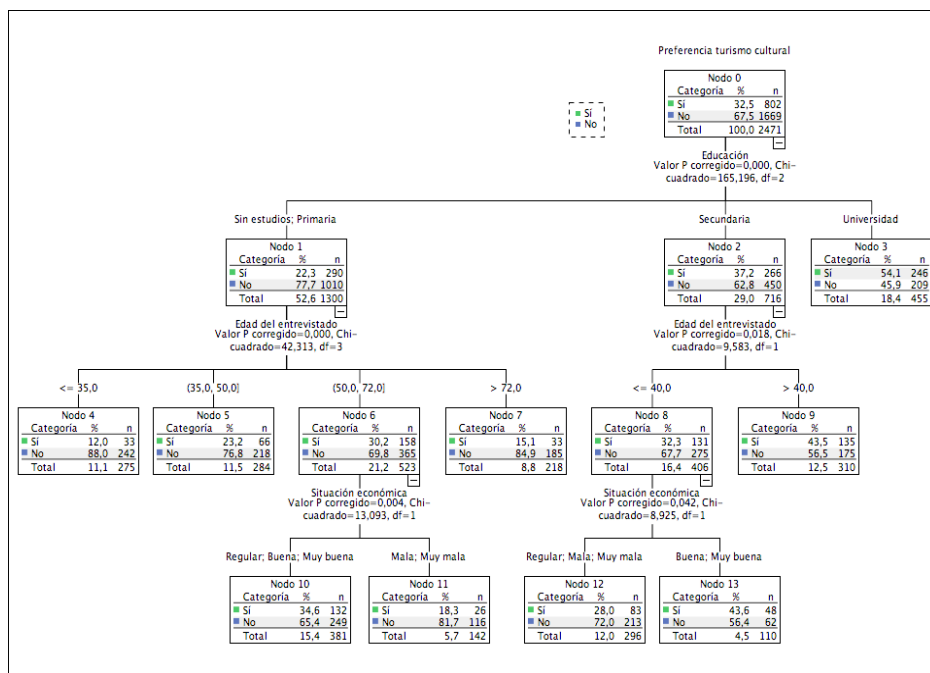 Preferencia turismo cultural
Nodo 0
Categoría % n
Sí 32,5 802
No 67,5 1669
Total 100,0 2471
Sí
No
Educación
Valor P corregido=0,000, Chi-
cuadrado=165,196, df=2
Sin estudios; Primaria
Secundaria
Universidad
Nodo 1
Categoría % n
Sí 22,3 290
No 77,7 1010
Total 52,6 1300
Nodo 2
Categoría % n
Sí 37,2 266
No 62,8 450
Total 29,0 716
Nodo 3
Categoría % n
Sí 54,1 246
No 45,9 209
Total 18,4 455
Edad del entrevistado
Valor P corregido=0,000, Chi-
cuadrado=42,313, df=3
Edad del entrevistado
Valor P corregido=0,018, Chi-
cuadrado=9,583, df=1
<= 35,0
(35,0, 50,0]
(50,0, 72,0]
> 72,0
<= 40,0
> 40,0
Nodo 4
Categoría % n
Sí 12,0 33
No 88,0 242
Total 11,1 275
Nodo 5
Categoría % n
Sí 23,2 66
No 76,8 218
Total 11,5 284
Nodo 6
Categoría % n
Sí 30,2 158
No 69,8 365
Total 21,2 523
Nodo 7
Categoría % n
Sí 15,1 33
No 84,9 185
Total 8,8 218
Nodo 8
Categoría % n
Sí 32,3 131
No 67,7 275
Total 16,4 406
Nodo 9
Categoría % n
Sí 43,5 135
No 56,5 175
Total 12,5 310
Situación económica
Valor P corregido=0,004, Chi-
cuadrado=13,093, df=1
Situación económica
Valor P corregido=0,042, Chi-
cuadrado=8,925, df=1
Regular; Buena; Muy buena
Mala; Muy mala
Regular; Mala; Muy mala
Buena; Muy buena
Nodo 10
Categoría % n
Sí 34,6 132
No 65,4 249
Total 15,4 381
Nodo 11
Categoría % n
Sí 18,3 26
No 81,7 116
Total 5,7 142
Nodo 12
Categoría % n
Sí 28,0 83
No 72,0 213
Total 12,0 296
Nodo 13
Categoría % n
Sí 43,6 48
No 56,4 62
Total 4,5 110